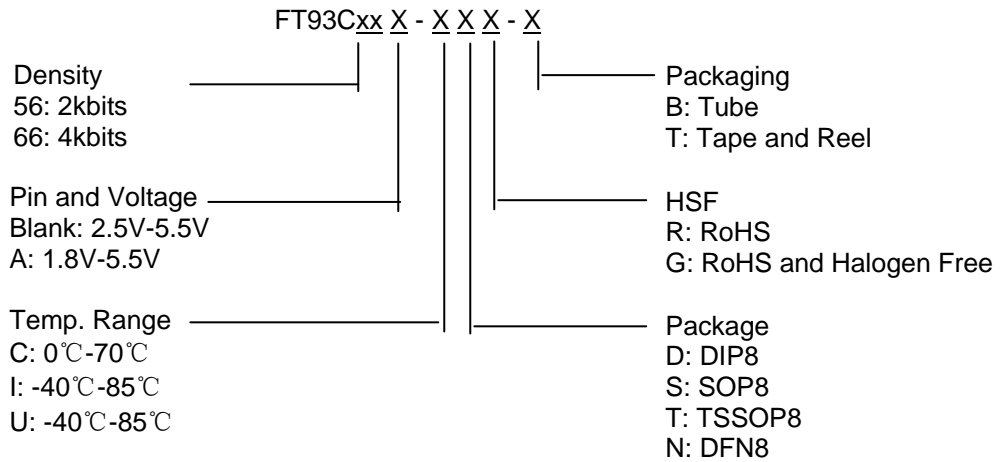 FT93Cxx X - X X X - X
Density
56: 2kbits
66: 4kbits
Pin and Voltage
Blank: 2.5V-5.5V
A: 1.8V-5.5V
Temp. Range
C: 0℃-70℃
I: -40℃-85℃
U: -40℃-85℃
Packaging
B: Tube
T: Tape and Reel
HSF
R: RoHS
G: RoHS and Halogen Free
Package
D: DIP8
S: SOP8
T: TSSOP8
N: DFN8